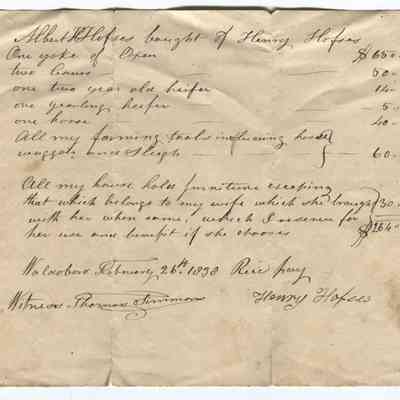 Albert H Hofses bought of Henry Hofses
One yoke of Oxen $65.
two cows 50.
one two year old heifer 14.
one yearling heifer 5.
one horse 40.
All my farming tools including horse
waggon and sleigh 60.
All my house hold furniture excepting
that which belongs to my wife which she brought 30.
with her when came, which I reserve for
her use and benefit if she chooses $264.
Waldoboro February 26th. 1838 Recd pay
Witness Thomas Simmons Henry Hofses